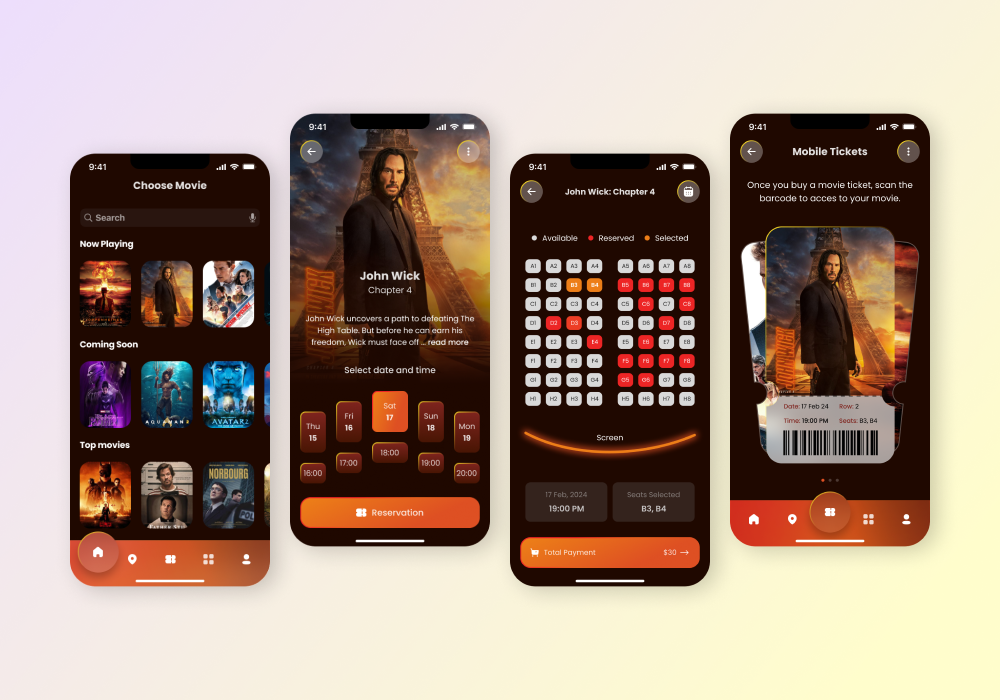 9:41
Choose Movie
Search
Now Playing
Coming Soon
AQUAMAN 2
AVATAR 2
Top movies
NORBOURG
9:41
John Wick
Chapter 4
John Wick uncovers a path to defeating The
High Table. But before he can earn his
freedom, Wick must face off ... read more
Select date and time
Thu 15
Fri 16
Sat 17
Sun 18
Mon 19
16:00
17:00
18:00
19:00
20:00
Reservation
9:41
John Wick: Chapter 4
Available Reserved Selected
A1 A2 A3 A4 A5 A6 A7 A8
B1 B2 B3 B4 B5 B6 B7 B8
C1 C2 C3 C4 C5 C6 C7 C8
D1 D2 D3 D4 D5 D6 D7 D8
E1 E2 E3 E4 E5 E6 E7 E8
F1 F2 F3 F4 F5 F6 F7 F8
G1 G2 G3 G4 G5 G6 G7 G8
H1 H2 H3 H4 H5 H6 H7 H8
Screen
17 Feb, 2024
19:00 PM
Seats Selected
B3, B4
Total Payment $30
9:41
Mobile Tickets
Once you buy a movie ticket, scan the
barcode to acces to your movie.
Date: 17 Feb 24 Row: 2
Time: 19:00 PM Seats: B3, B4